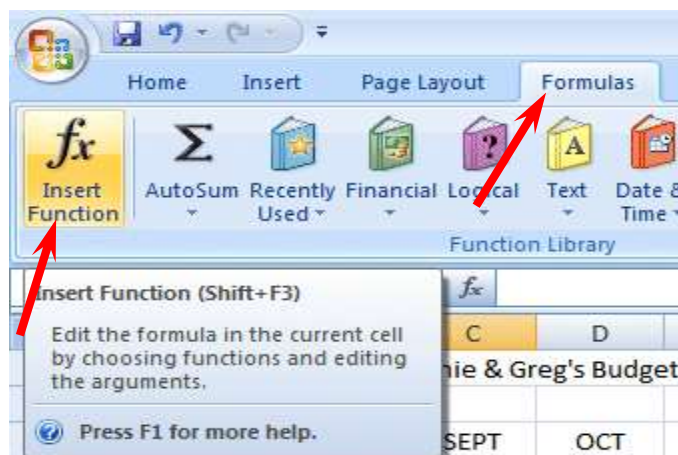 Home Insert Page Layout Formulas
fx Σ ? A
Insert AutoSum Recently Financial Logical Text Date &
Function Used Time
Function Library
Insert Function (Shift+F3) fx
Edit the formula in the current cell C D
by choosing functions and editing nie & Greg's Budget
the arguments.
Press F1 for more help. SEPT OCT